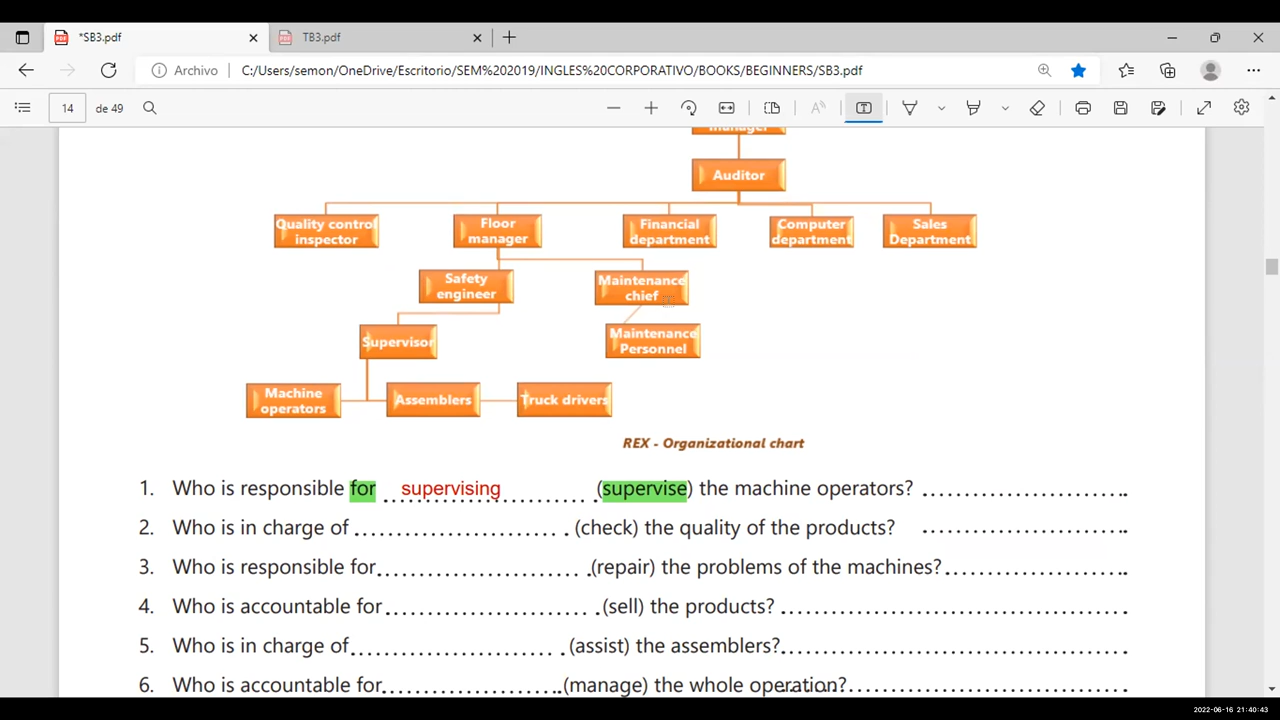 *SB3.pdf
TB3.pdf
Archivo
C:/Users/semon/OneDrive/Escritorio/SEM%202019/INGLES%20CORPORATIVO/BOOKS/BEGINNERS/SB3.pdf
14
de 49
manager
Auditor
Quality control
inspector
Floor
manager
Financial
department
Computer
department
Sales
Department
Safety
engineer
Maintenance
chief
Supervisor
Maintenance
Personnel
Machine
operators
Assemblers
Truck drivers
REX - Organizational chart
1. Who is responsible for supervising (supervise) the machine operators? ........................
2. Who is in charge of ........................ (check) the quality of the products? ........................
3. Who is responsible for........................ (repair) the problems of the machines?........................
4. Who is accountable for........................ (sell) the products? ........................
5. Who is in charge of........................ (assist) the assemblers?........................
6. Who is accountable for........................ (manage) the whole operation?........................
2022-06-16 21:40:43